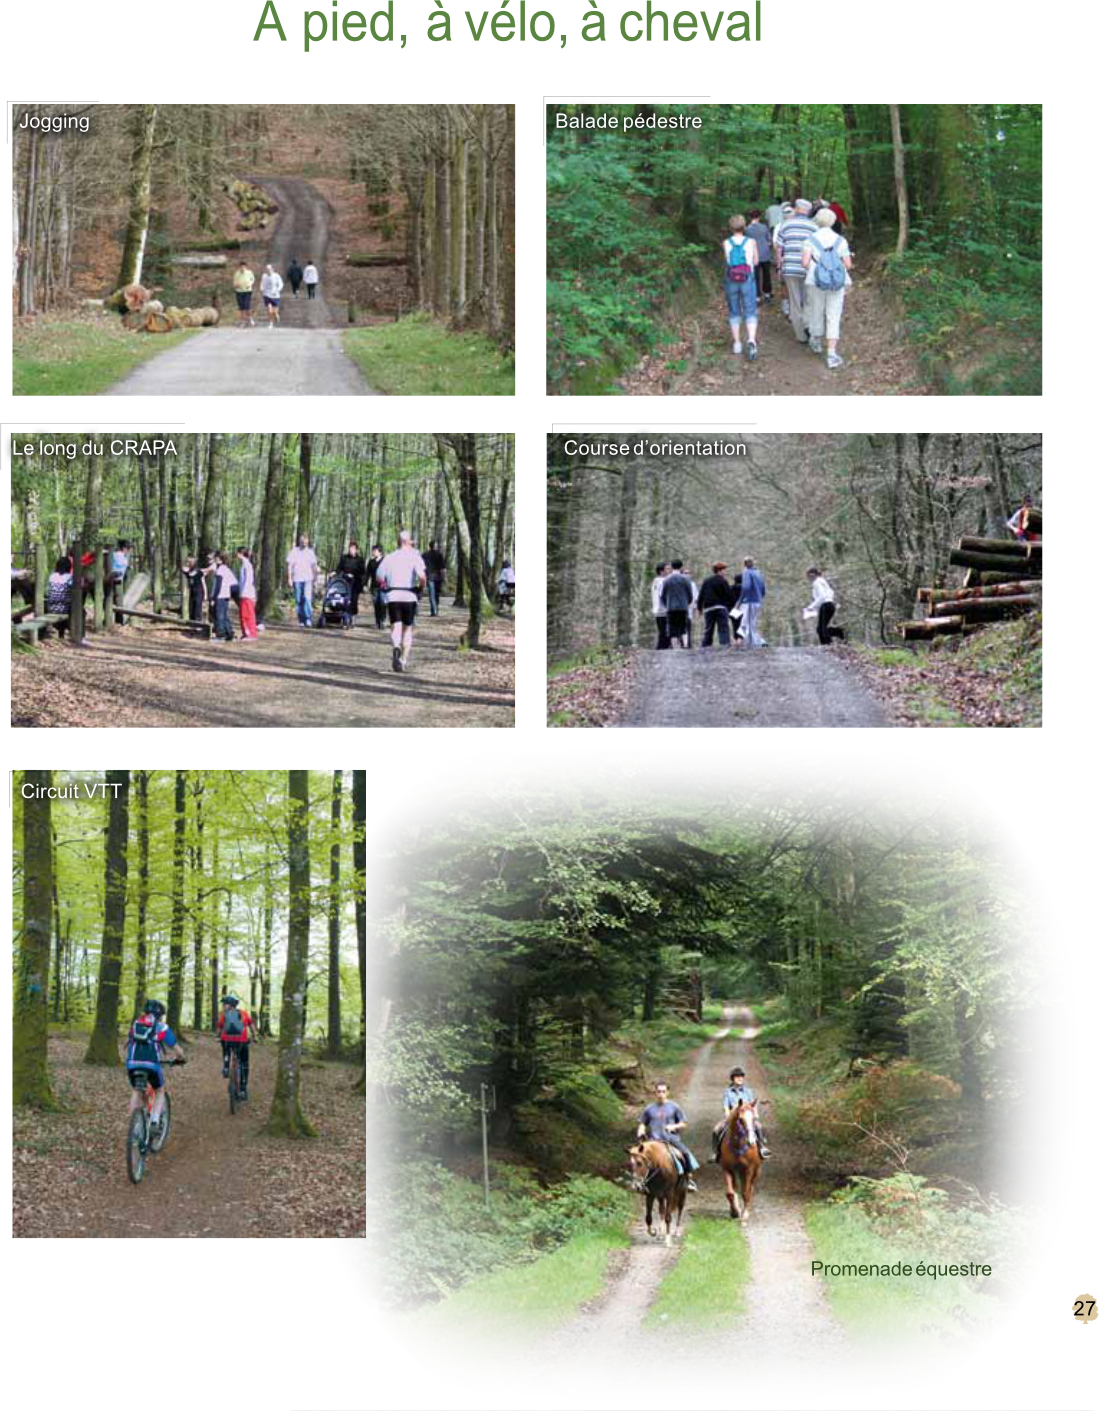 A pied, à vélo, à cheval
Jogging
Balade pédestre
Le long du CRAPA
Course d'orientation
Circuit VTT
Promenade équestre
27